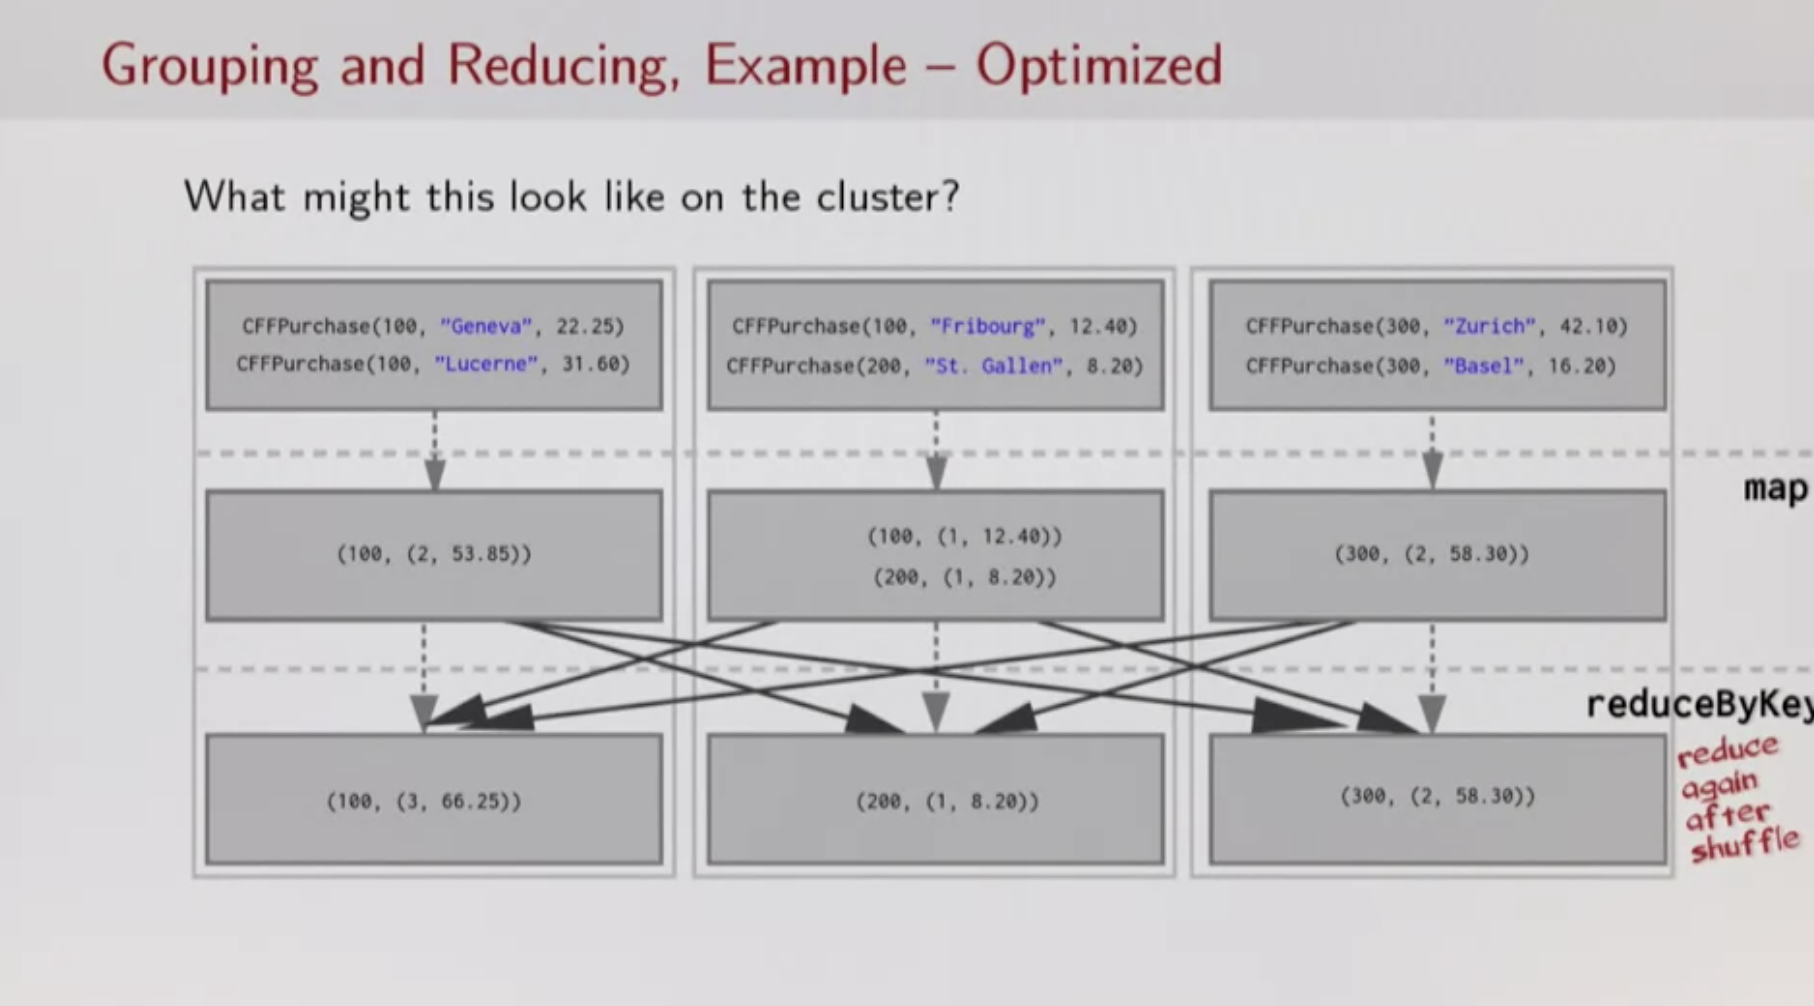 Grouping and Reducing, Example – Optimized
What might this look like on the cluster?
CFFPurchase(100, "Geneva", 22.25)
CFFPurchase(100, "Lucerne", 31.60)
CFFPurchase(100, "Fribourg", 12.40)
CFFPurchase(200, "St. Gallen", 8.20)
CFFPurchase(300, "Zurich", 42.10)
CFFPurchase(300, "Basel", 16.20)
map
(100, (2, 53.85))
(100, (1, 12.40))
(200, (1, 8.20))
(300, (2, 58.30))
reduceByKey
(100, (3, 66.25))
(200, (1, 8.20))
(300, (2, 58.30))
reduce
again
after
shuffle